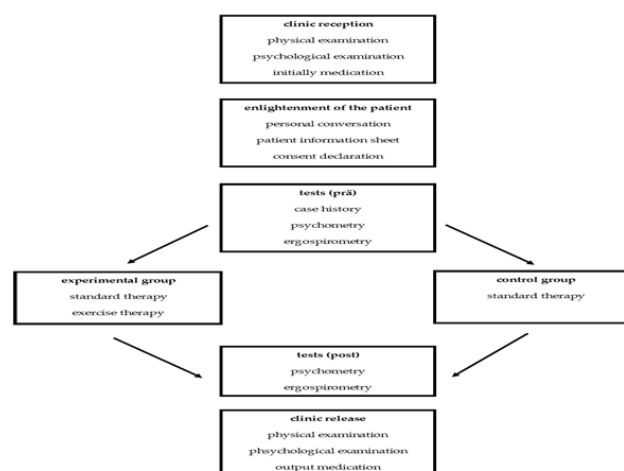 clinic reception
physical examination
psychological examination
initially medication
enlightenment of the patient
personal conversation
patient information sheet
consent declaration
tests (prä)
case history
psychometry
ergospirometry
experimental group
standard therapy
exercise therapy
control group
standard therapy
tests (post)
psychometry
ergospirometry
clinic release
physical examination
phsychological examination
output medication